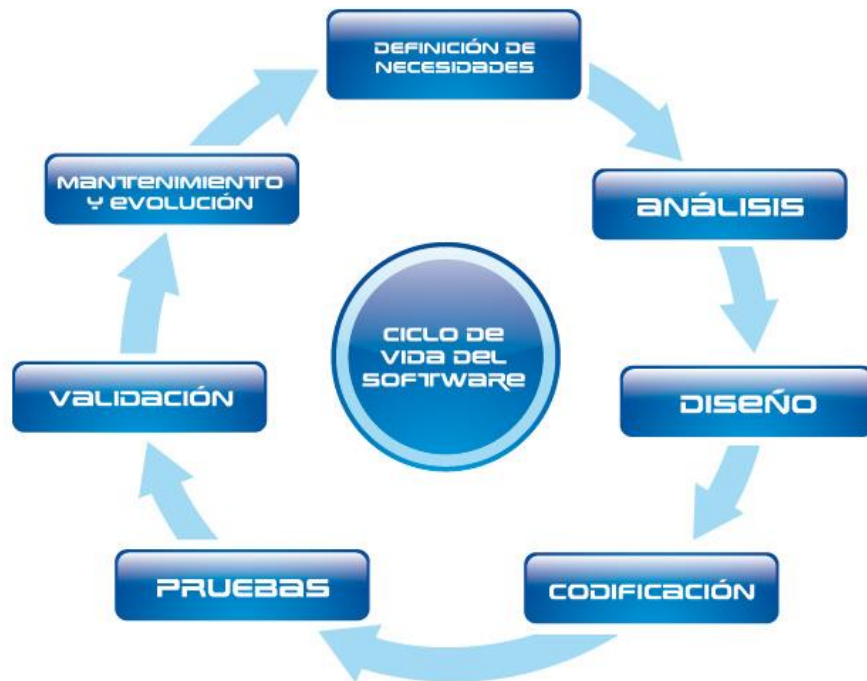 DEFINICIÓN DE
NECESIDADES
ANÁLISIS
DISEÑO
CODIFICACIÓN
PRUEBAS
VALIDACIÓN
MANTENIMIENTO
Y EVOLUCIÓN
CICLO DE
VIDA DEL
SOFTWARE